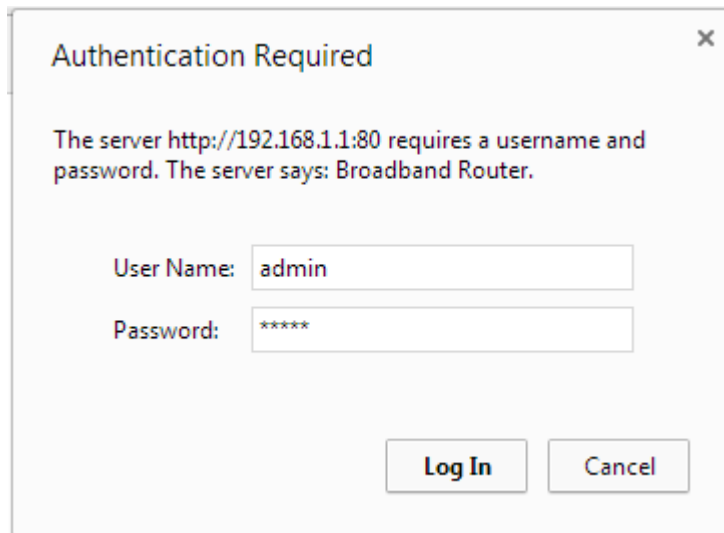 Authentication Required
The server http://192.168.1.1:80 requires a username and
password. The server says: Broadband Router.
User Name: admin
Password: *****
Log In Cancel